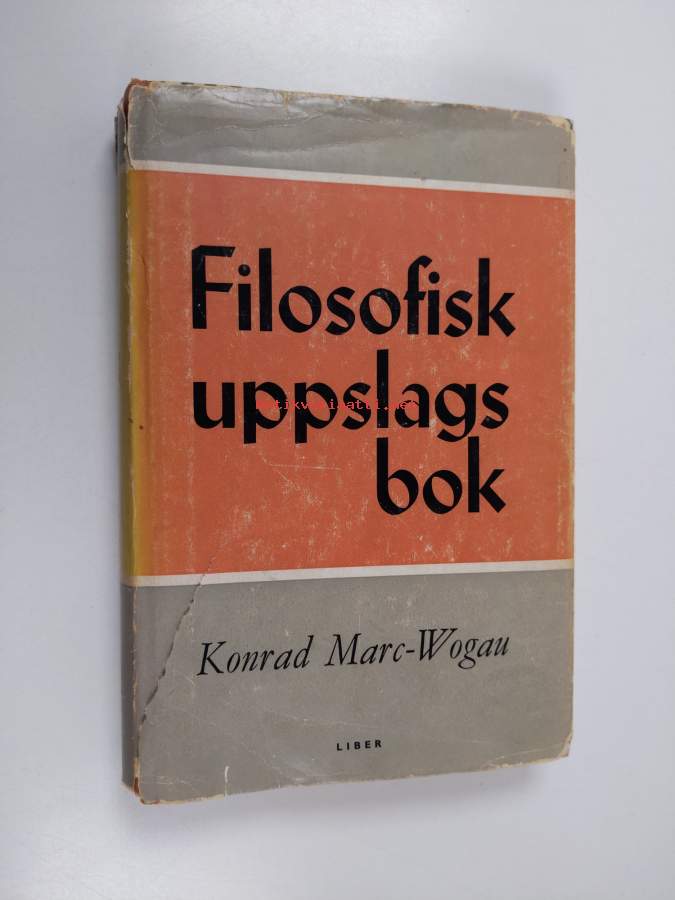 Filosofisk
uppslags
bok
Konrad Marc-Wogau
LIBER